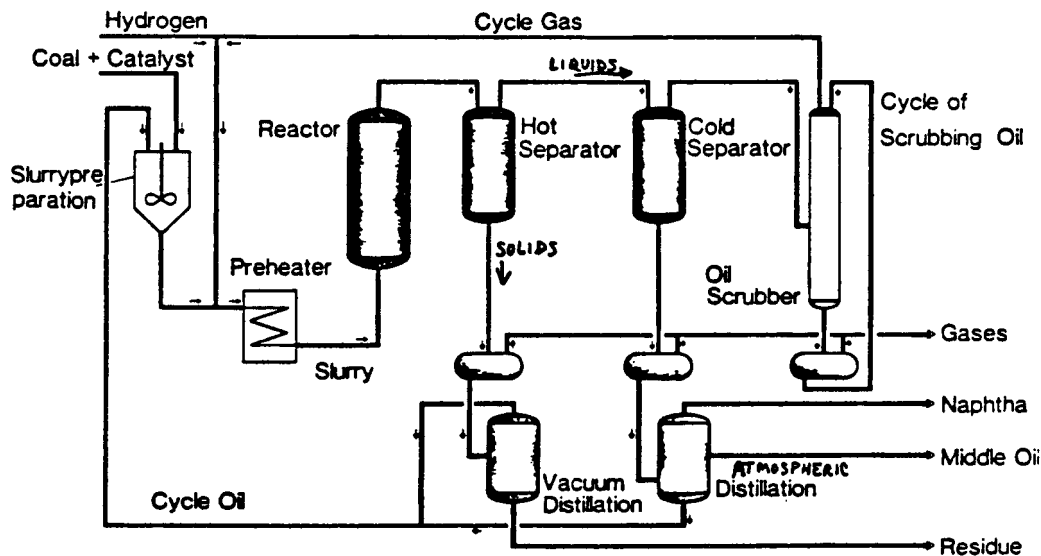 Hydrogen
Cycle Gas
Coal + Catalyst
LIQUIDS
Reactor
Hot
Separator
Cold
Separator
Cycle of
Scrubbing Oil
Slurrypre
paration
SOLIDS
Preheater
Oil
Scrubber
Gases
Slurry
Naphtha
Middle Oil
ATMOSPHERIC
Vacuum
Distillation
Distillation
Cycle Oil
Residue